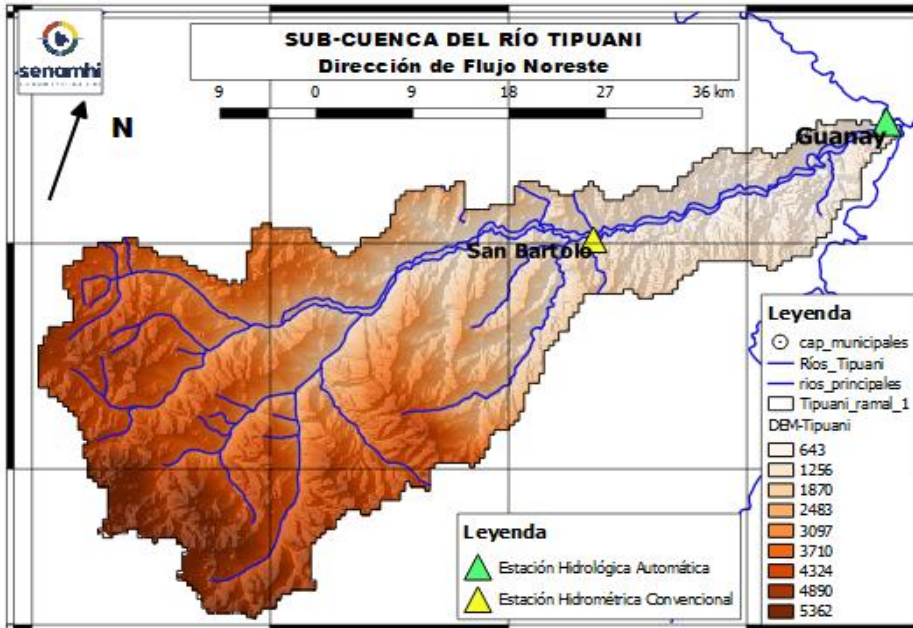 SUB-CUENCA DEL RÍO TIPUANI
Dirección de Flujo Noreste
senamhi
9 0 9 18 27 36 km
N
Guanay
San Bartolo
Leyenda
cap_municipales
Ríos_Tipuani
rios_principales
Tipuani_ramal_1
DEM-Tipuani
643
1256
1870
2483
3097
3710
4324
4890
5362
Leyenda
Estación Hidrológica Automática
Estación Hidrométrica Convencional